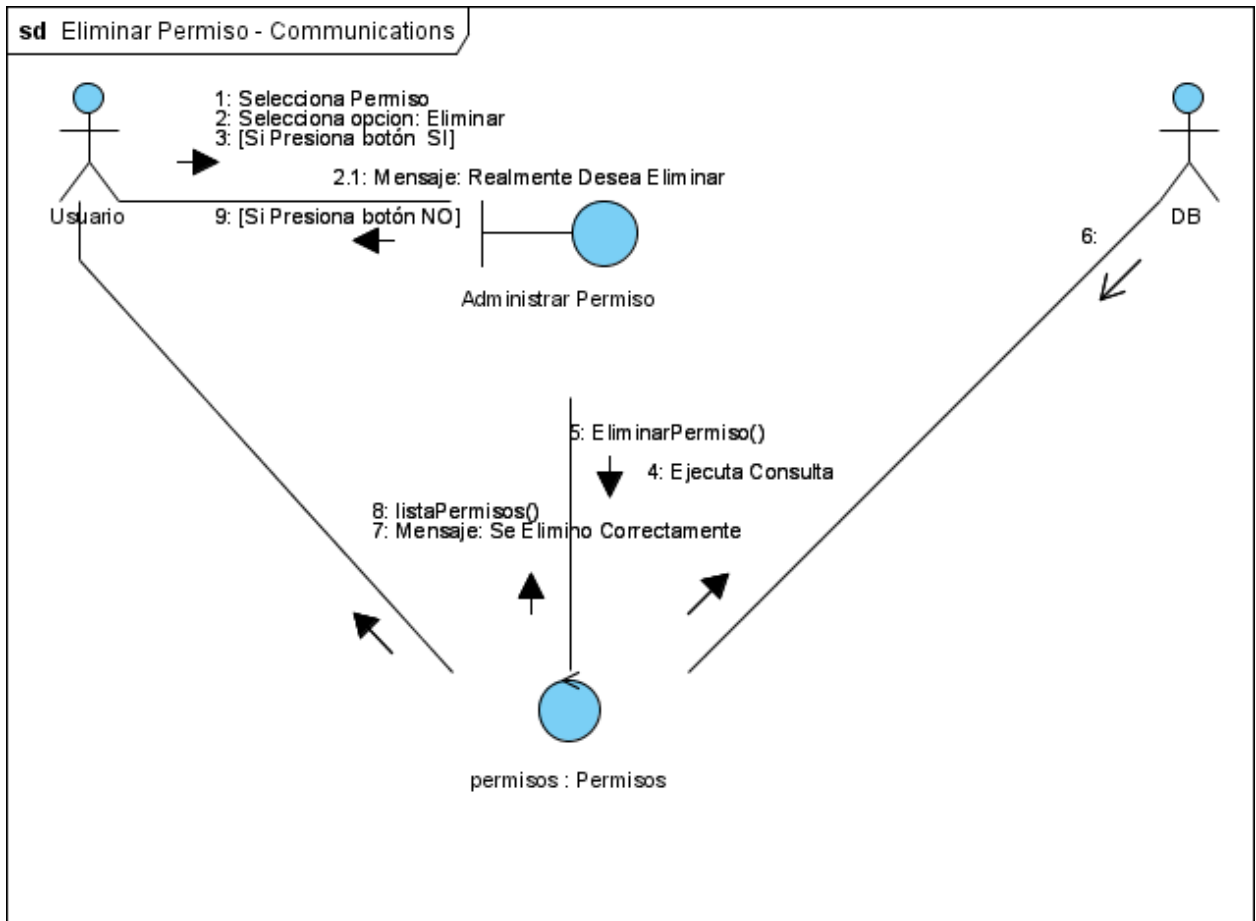 sd Eliminar Permiso - Communications
1: Selecciona Permiso
2: Selecciona opcion: Eliminar
3: [Si Presiona botón SI]
2.1: Mensaje: Realmente Desea Eliminar
Usuario
9: [Si Presiona botón NO]
DB
6:
Administrar Permiso
5: EliminarPermiso()
4: Ejecuta Consulta
8: listaPermisos()
7: Mensaje: Se Elimino Correctamente
permisos : Permisos